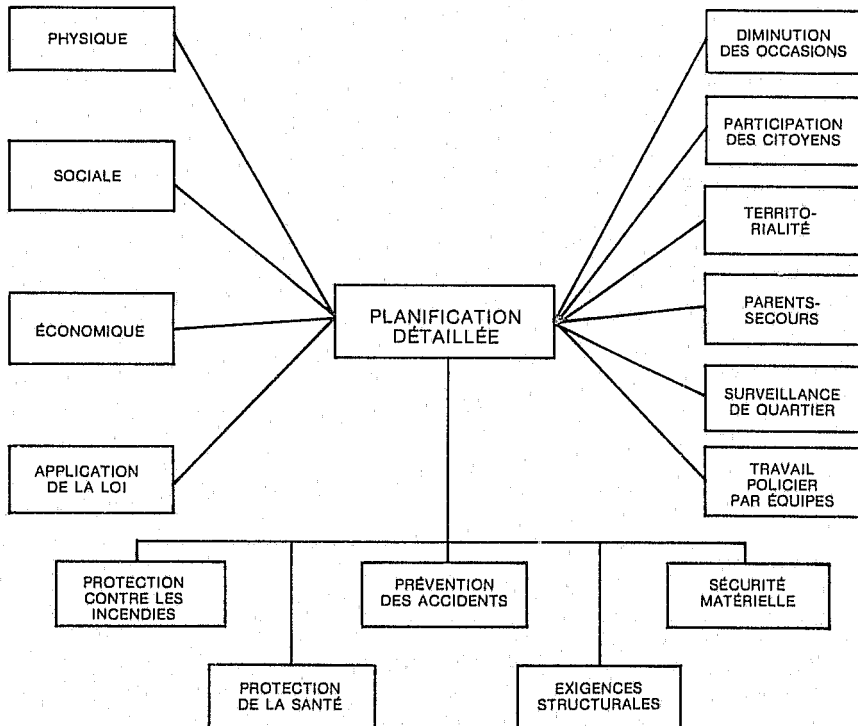 PHYSIQUE
SOCIALE
ÉCONOMIQUE
APPLICATION
DE LA LOI
PLANIFICATION
DÉTAILLÉE
DIMINUTION
DES OCCASIONS
PARTICIPATION
DES CITOYENS
TERRITO-
RIALITÉ
PARENTS-
SECOURS
SURVEILLANCE
DE QUARTIER
TRAVAIL
POLICIER
PAR ÉQUIPES
PROTECTION
CONTRE LES
INCENDIES
PROTECTION
DE LA SANTÉ
PRÉVENTION
DES ACCIDENTS
EXIGENCES
STRUCTURALES
SÉCURITÉ
MATÉRIELLE